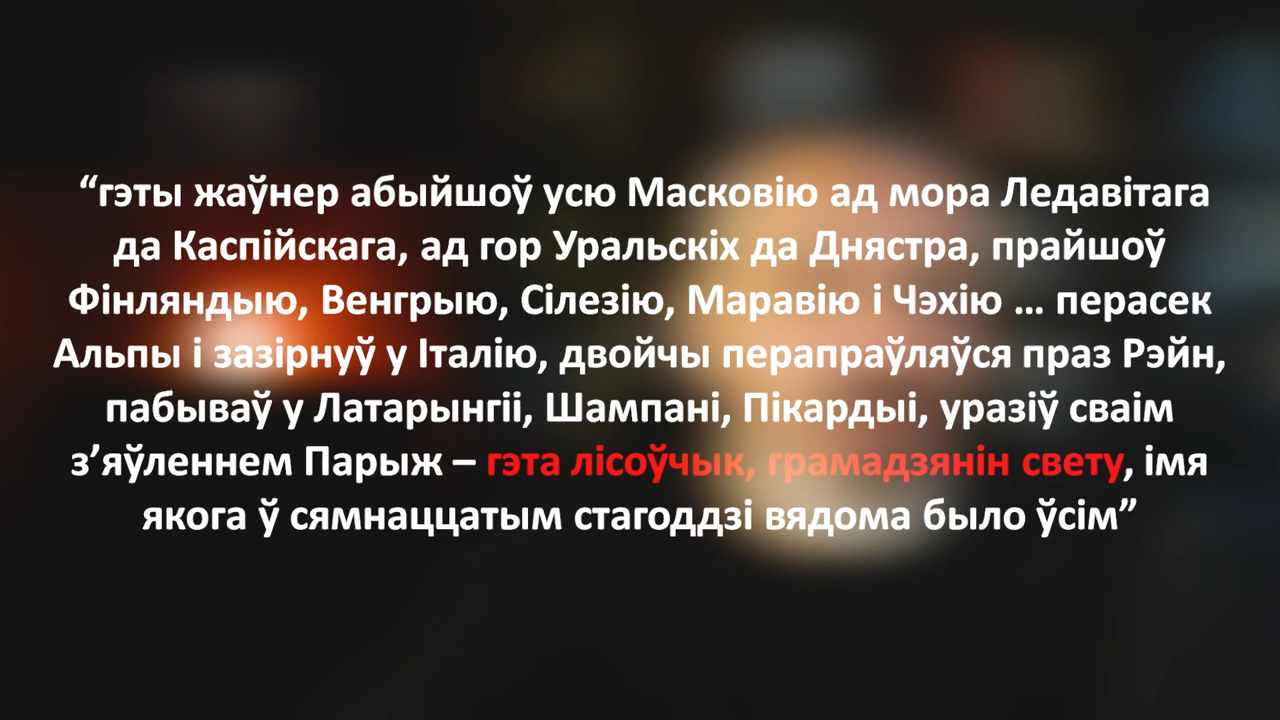 “гэты жаўнер абыйшоў усю Масковію ад мора Ледавітага
да Каспійскага, ад гор Уральскіх да Днястра, прайшоў
Фінляндыю, Венгрыю, Сілезію, Маравію і Чэхію ... перасек
Альпы і зазірнуў у Італію, двойчы перапраўляўся праз Рэйн,
пабываў у Латарынгіі, Шампані, Пікардыі, уразіў сваім
з’яўленнем Парыж – гэта лісоўчык, грамадзянін свету, імя
якога ў сямнаццатым стагоддзі вядома было ўсім”